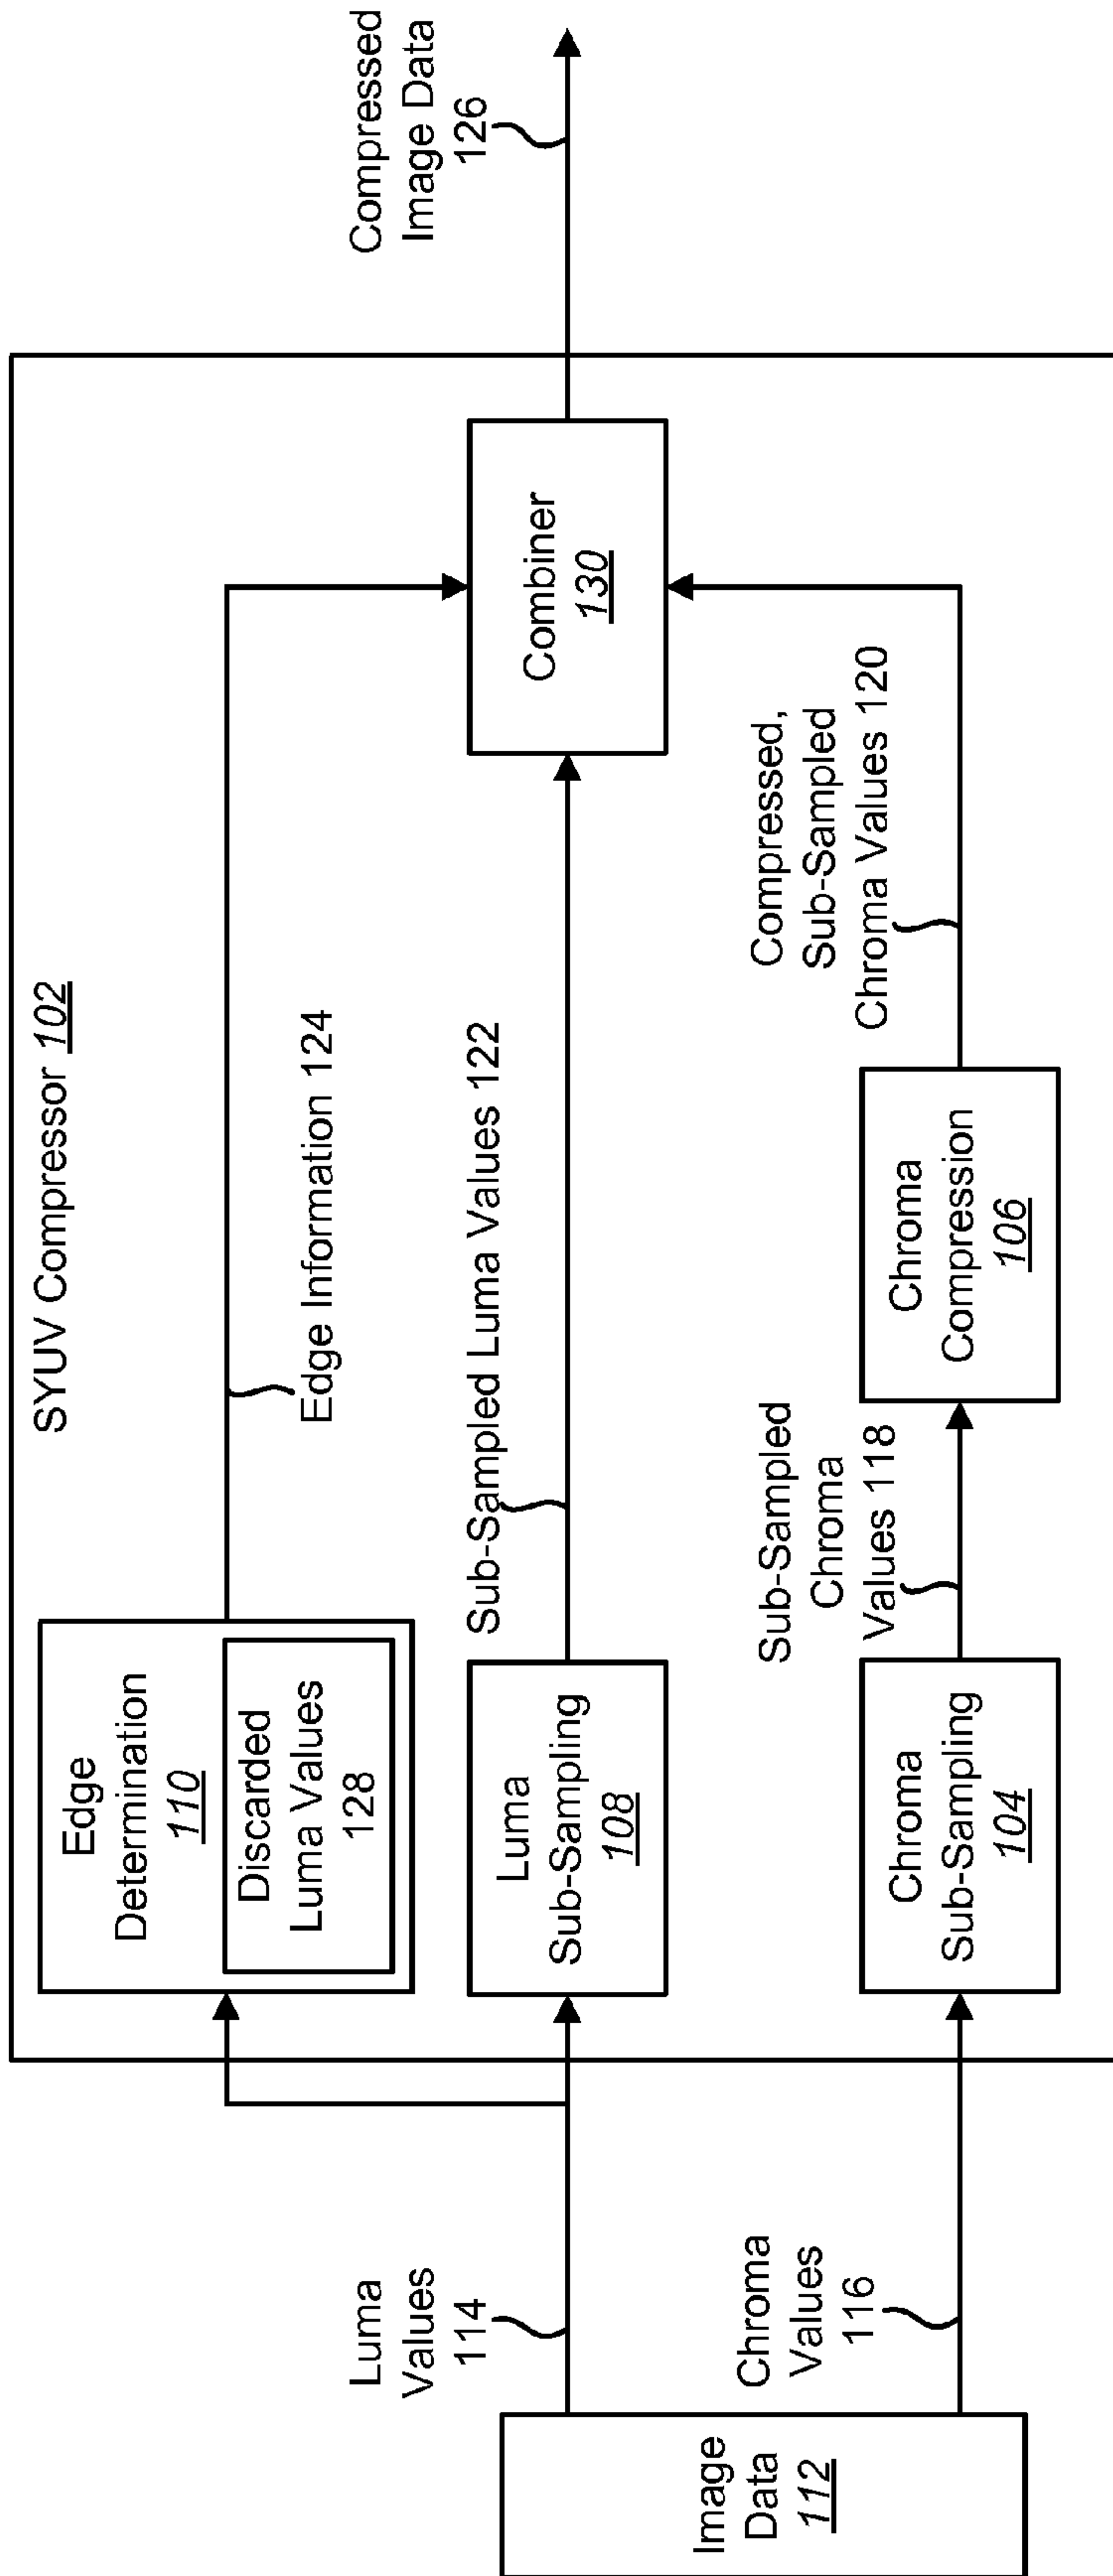 SYUV Compressor 102
Image
Data
112
Luma
Values
114
Chroma
Values
116
Edge
Determination
110
Discarded
Luma Values
128
Luma
Sub-Sampling
108
Chroma
Sub-Sampling
104
Edge Information 124
Sub-Sampled Luma Values 122
Sub-Sampled
Chroma
Values 118
Chroma
Compression
106
Compressed,
Sub-Sampled
Chroma Values 120
Combiner
130
Compressed
Image Data
126